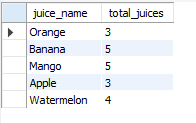 juice_name total_juices
Orange 3
Banana 5
Mango 5
Apple 3
Watermelon 4